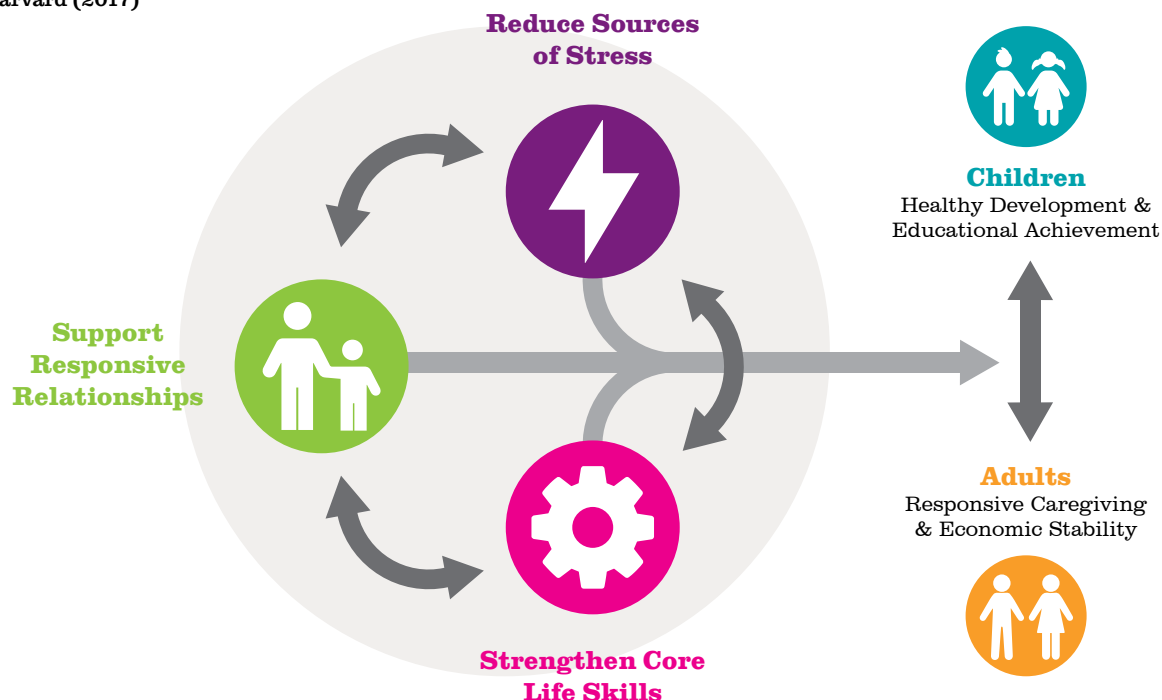 (2017)
Reduce Sources
of Stress
Children
Healthy Development &
Educational Achievement
Support
Responsive
Relationships
Adults
Responsive Caregiving
& Economic Stability
Strengthen Core
Life Skills